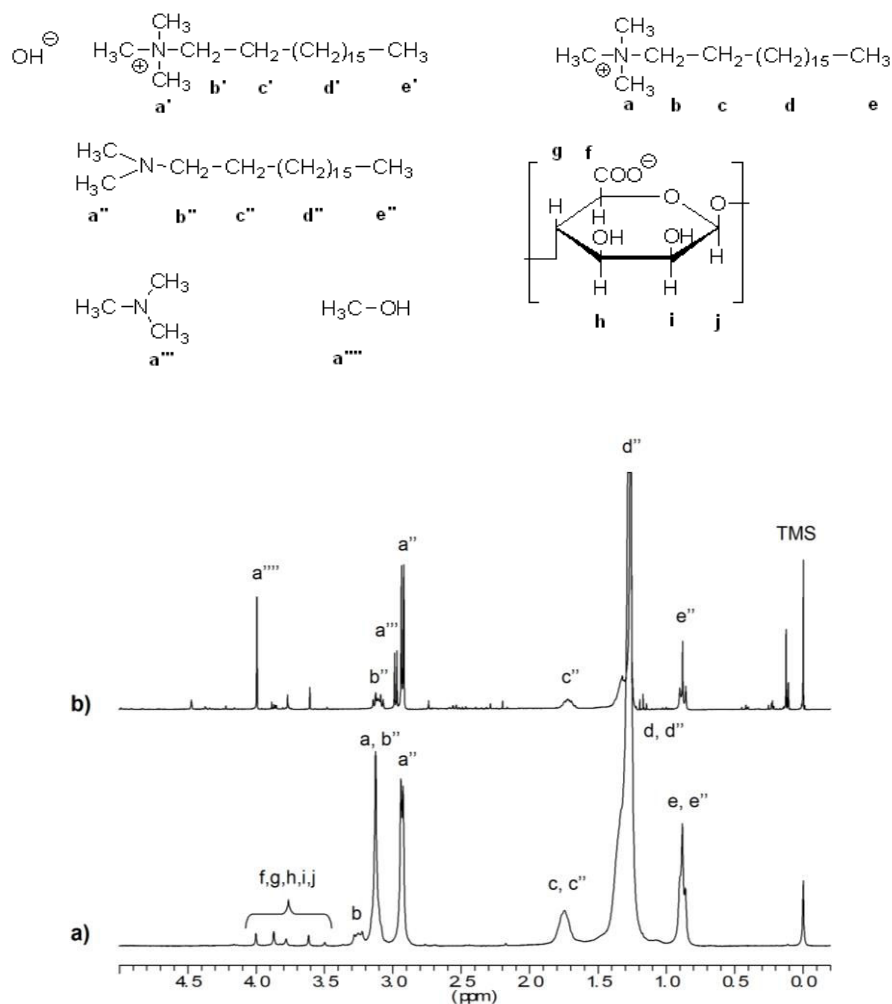 OH⊖ H₃C–N⊕(CH₃)(CH₃)–CH₂–CH₂–(CH₂)₁₅–CH₃
a' b' c' d' e'
H₃C–N⊕(CH₃)(CH₃)–CH₂–CH₂–(CH₂)₁₅–CH₃
a b c d e
H₃C
H₃C N–CH₂–CH₂–(CH₂)₁₅–CH₃
a'' b'' c'' d'' e''
g f
COO⊖
H H O O
OH OH H
H H
h i j
H₃C–N CH₃
CH₃
a'''
H₃C–OH
a''''
d''
TMS
a''
a''''
a'''
e''
b''
c''
b)
d, d''
a, b''
a''
e, e''
f,g,h,i,j
c, c''
b
a)
4.5 4.0 3.5 3.0 2.5 2.0 1.5 1.0 0.5 0.0
(ppm)